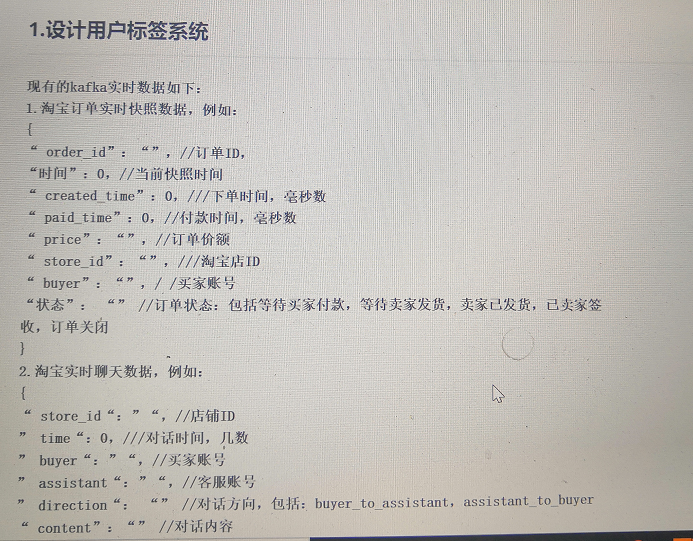 1.设计用户标签系统
现有的kafka实时数据如下:
1.淘宝订单实时快照数据，例如:
{
“ order_id”: “”, //订单ID,
“时间”: 0, //当前快照时间
“ created_time”: 0, ///下单时间，毫秒数
“ paid_time”: 0, //付款时间，毫秒数
“ price”: “”, //订单价额
“ store_id”: “”, ///淘宝店ID
“ buyer”: “”, / /买家账号
“状态”: “” //订单状态: 包括等待买家付款，等待卖家发货，卖家已发货，已卖家签
收，订单关闭
}
2.淘宝实时聊天数据，例如:
{
“ store_id“: ” “, //店铺ID
” time“: 0, ///对话时间，几数
” buyer“: ” “, //买家账号
” assistant“: ” “, //客服账号
” direction“: “” //对话方向，包括: buyer_to_assistant, assistant_to_buyer
“ content”: “” //对话内容